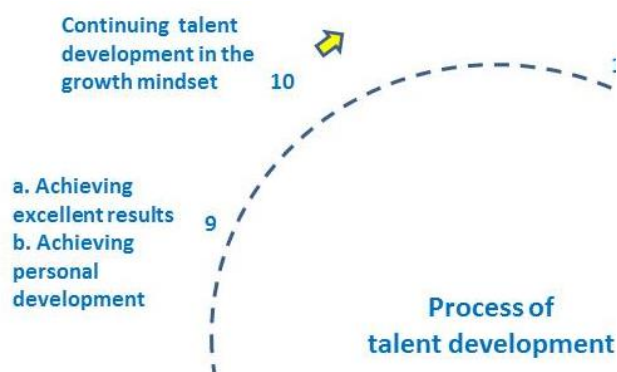 Continuing talent
development in the
growth mindset
10
a. Achieving
excellent results
b. Achieving
personal
development
9
Process of
talent development